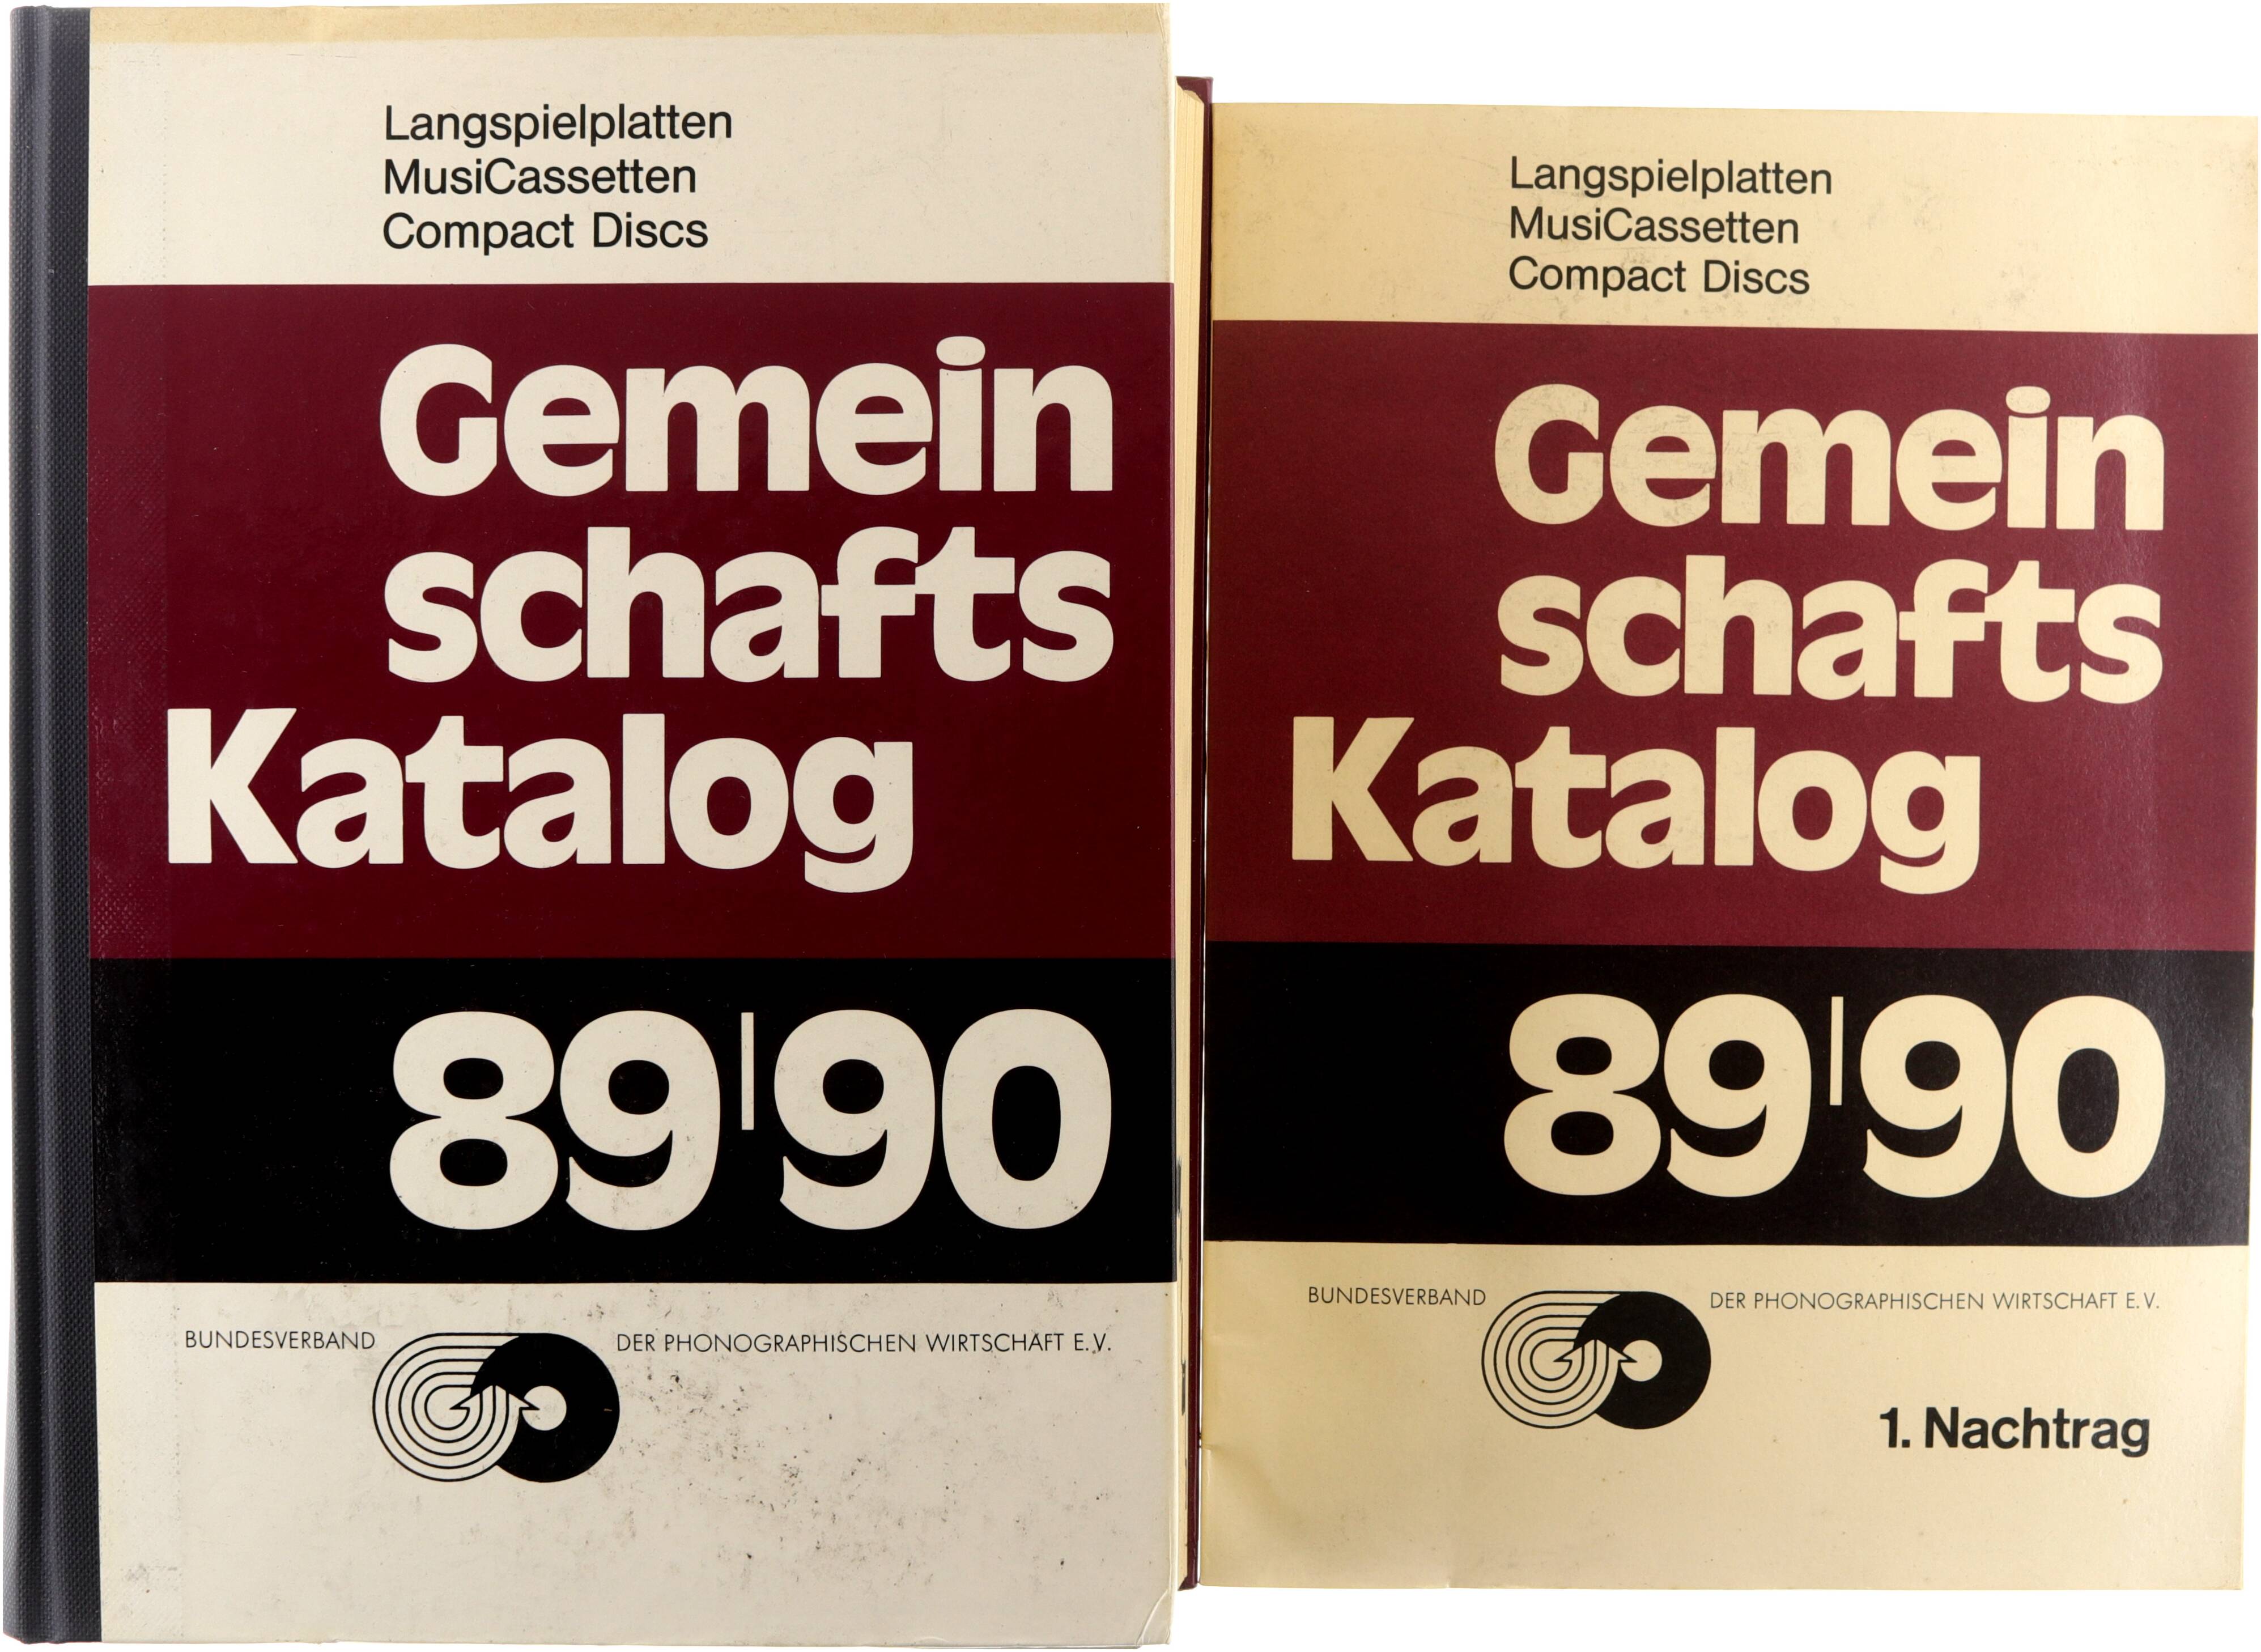 Langspielplatten
MusiCassetten
Compact Discs
Gemein
schafts
Katalog
89|90
BUNDESVERBAND DER PHONOGRAPHISCHEN WIRTSCHAFT E.V.
Langspielplatten
MusiCassetten
Compact Discs
Gemein
schafts
Katalog
89|90
BUNDESVERBAND DER PHONOGRAPHISCHEN WIRTSCHAFT E.V.
1. Nachtrag